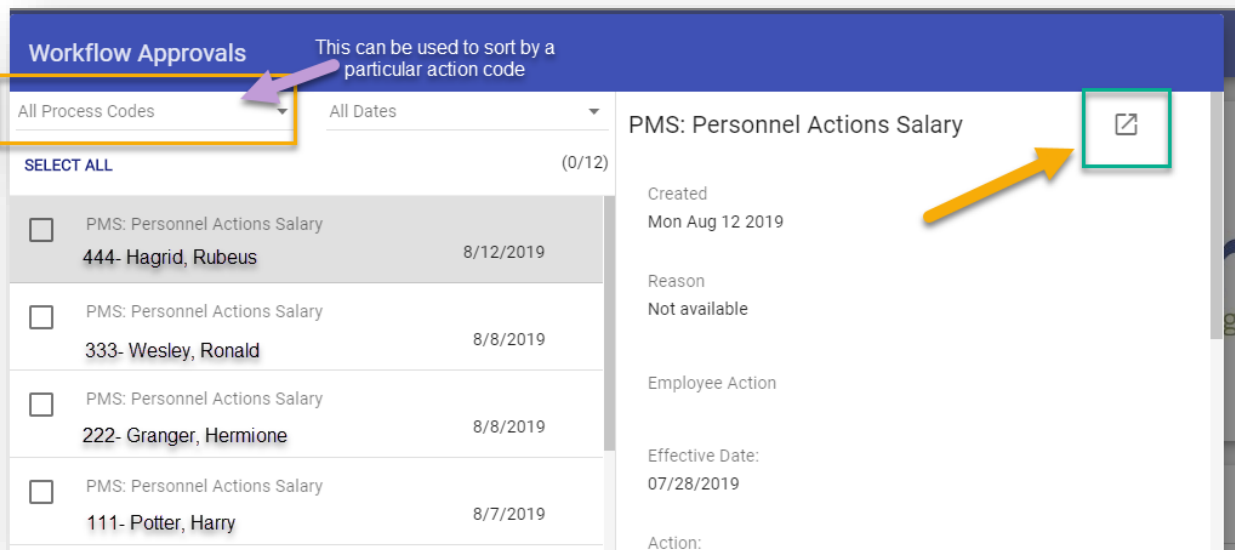 Workflow Approvals
This can be used to sort by a
particular action code
All Process Codes
All Dates
SELECT ALL
(0/12)
PMS: Personnel Actions Salary
444- Hagrid, Rubeus
8/12/2019
PMS: Personnel Actions Salary
333- Wesley, Ronald
8/8/2019
PMS: Personnel Actions Salary
222- Granger, Hermione
8/8/2019
PMS: Personnel Actions Salary
111- Potter, Harry
8/7/2019
PMS: Personnel Actions Salary
Created
Mon Aug 12 2019
Reason
Not available
Employee Action
Effective Date:
07/28/2019
Action: